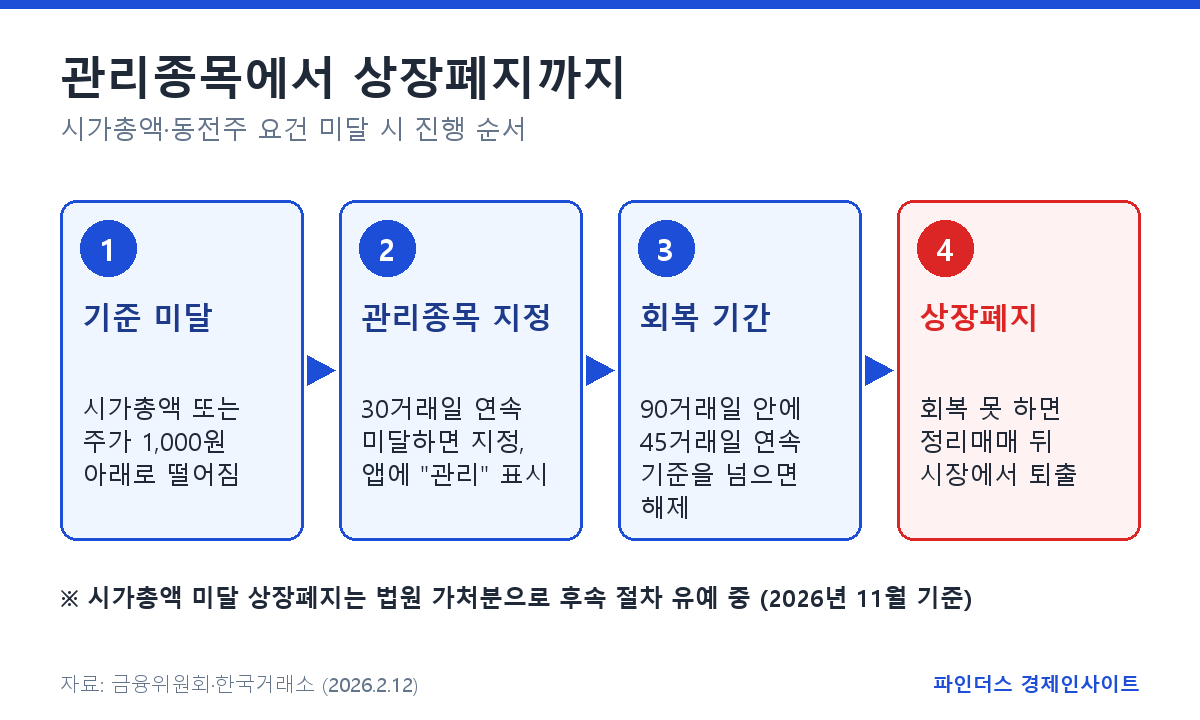 관리종목에서 상장폐지까지
시가총액·동전주 요건 미달 시 진행 순서
1
기준 미달
시가총액 또는
주가 1,000원
아래로 떨어짐
2
관리종목 지정
30거래일 연속
미달하면 지정,
앱에 "관리" 표시
3
회복 기간
90거래일 안에
45거래일 연속
기준을 넘으면
해제
4
상장폐지
회복 못 하면
정리매매 뒤
시장에서 퇴출
※ 시가총액 미달 상장폐지는 법원 가처분으로 후속 절차 유예 중 (2026년 11월 기준)
자료: 금융위원회·한국거래소 (2026.2.12)
파인더스 경제인사이트